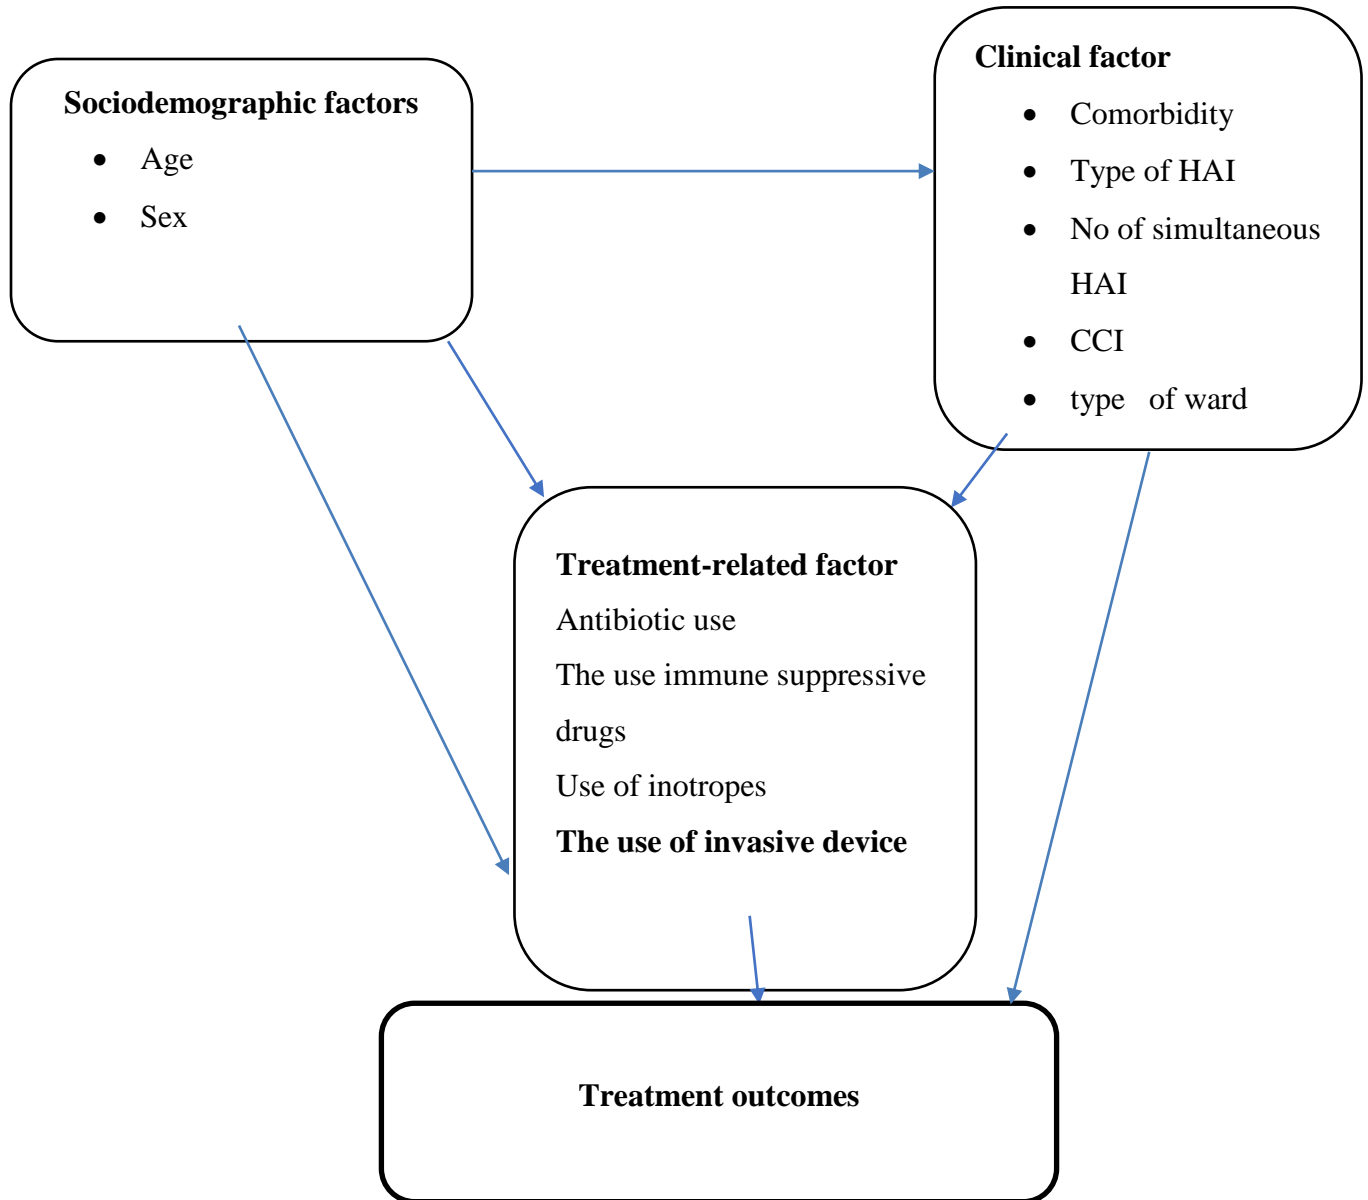 Sociodemographic factors
• Age
• Sex
Clinical factor
• Comorbidity
• Type of HAI
• No of simultaneous
HAI
• CCI
• type of ward
Treatment-related factor
Antibiotic use
The use immune suppressive
drugs
Use of inotropes
The use of invasive device
Treatment outcomes